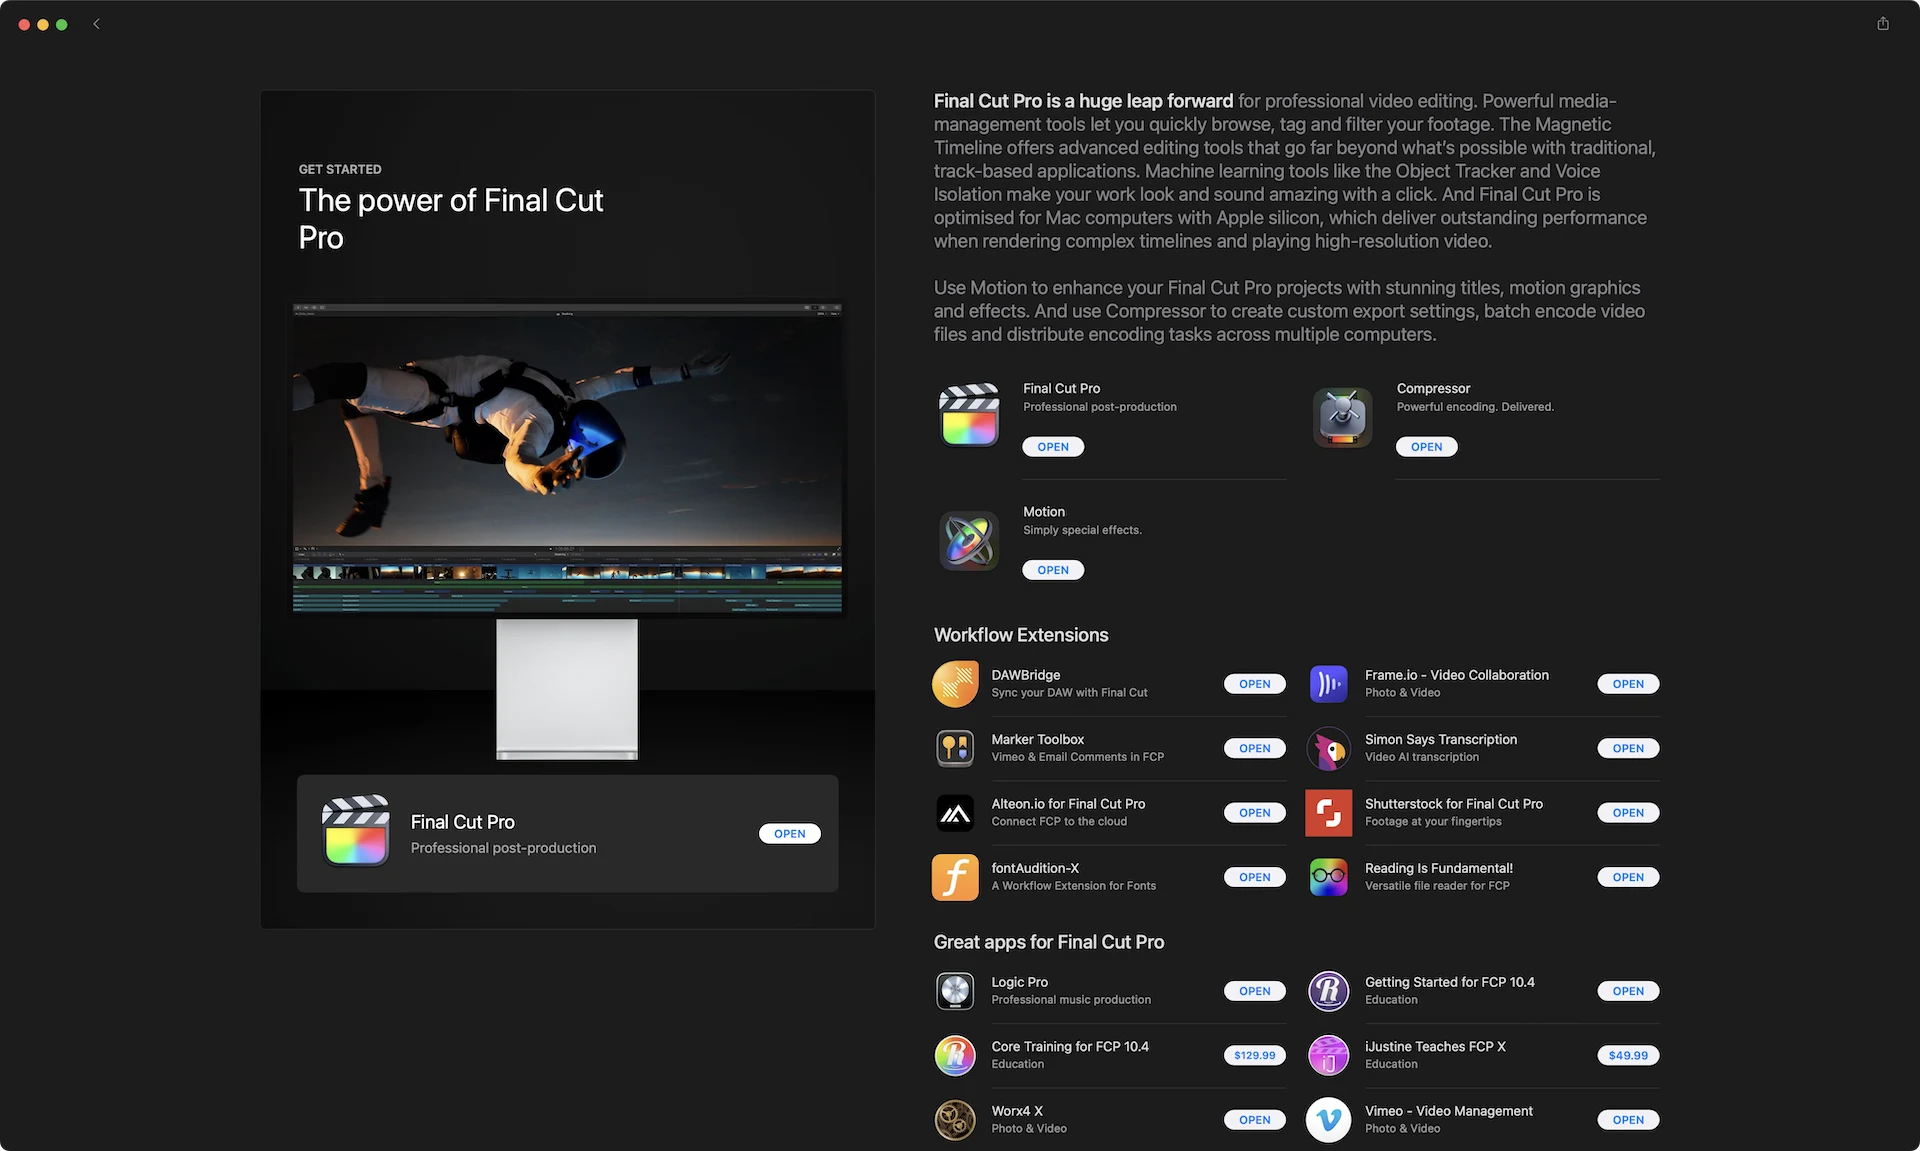 GET STARTED
The power of Final Cut
Pro
Final Cut Pro
Professional post-production
OPEN
Final Cut Pro is a huge leap forward for professional video editing. Powerful media-
management tools let you quickly browse, tag and filter your footage. The Magnetic
Timeline offers advanced editing tools that go far beyond what's possible with traditional,
track-based applications. Machine learning tools like the Object Tracker and Voice
Isolation make your work look and sound amazing with a click. And Final Cut Pro is
optimised for Mac computers with Apple silicon, which deliver outstanding performance
when rendering complex timelines and playing high-resolution video.
Use Motion to enhance your Final Cut Pro projects with stunning titles, motion graphics
and effects. And use Compressor to create custom export settings, batch encode video
files and distribute encoding tasks across multiple computers.
Final Cut Pro
Professional post-production
OPEN
Compressor
Powerful encoding. Delivered.
OPEN
Motion
Simply special effects.
OPEN
Workflow Extensions
DAWBridge
Sync your DAW with Final Cut
OPEN
Frame.io - Video Collaboration
Photo & Video
OPEN
Marker Toolbox
Vimeo & Email Comments in FCP
OPEN
Simon Says Transcription
Video AI transcription
OPEN
Alteon.io for Final Cut Pro
Connect FCP to the cloud
OPEN
Shutterstock for Final Cut Pro
Footage at your fingertips
OPEN
fontAudition-X
A Workflow Extension for Fonts
OPEN
Reading Is Fundamental!
Versatile file reader for FCP
OPEN
Great apps for Final Cut Pro
Logic Pro
Professional music production
OPEN
Getting Started for FCP 10.4
Education
OPEN
Core Training for FCP 10.4
Education
$129.99
iJustine Teaches FCP X
Education
$49.99
Worx4 X
Photo & Video
OPEN
Vimeo - Video Management
Photo & Video
OPEN